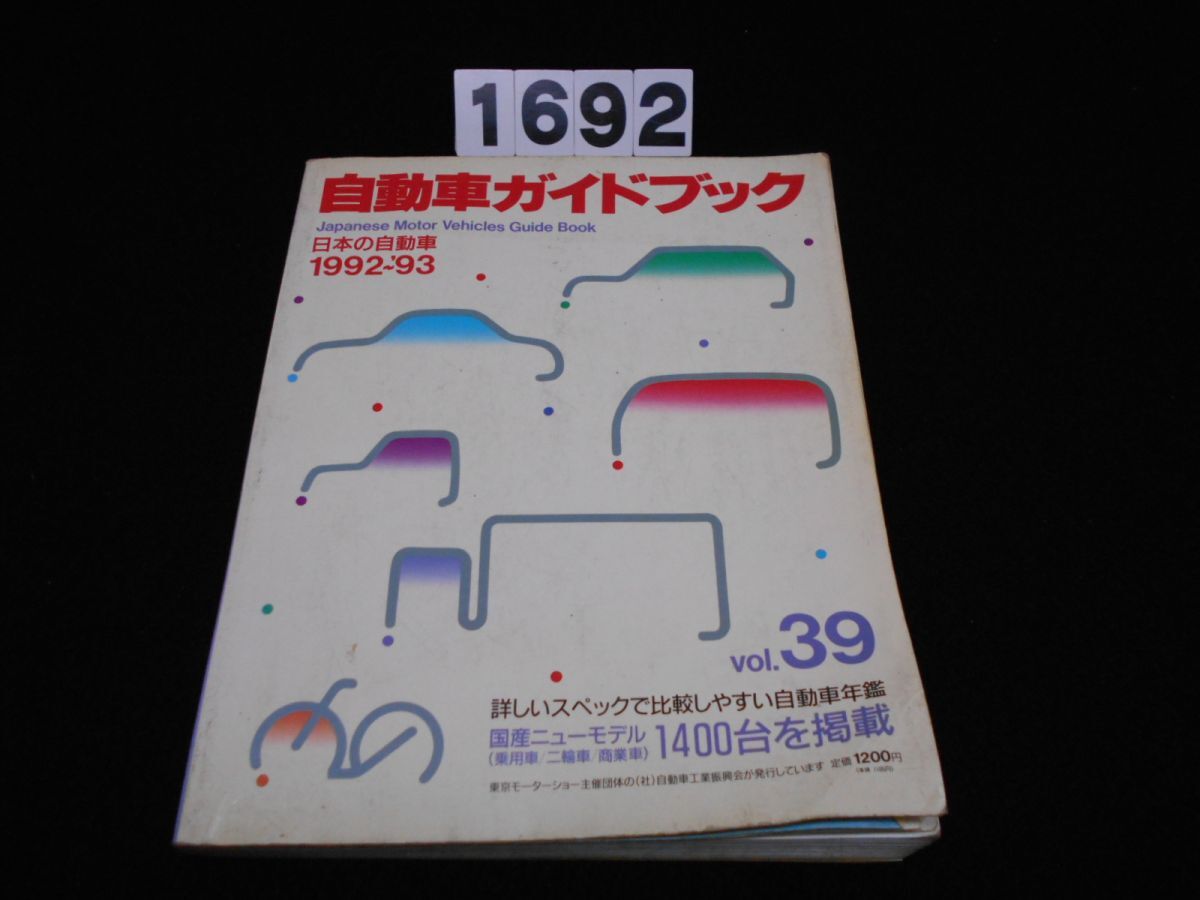 1692
自動車ガイドブック
Japanese Motor Vehicles Guide Book
日本の自動車
1992~'93
vol.39
詳しいスペックで比較しやすい自動車年鑑
国産ニューモデル
(乗用車/二輪車/商業車)
1400台を掲載
東京モーターショー主催団体の(社)自動車工業振興会が発行しています 定価1200円